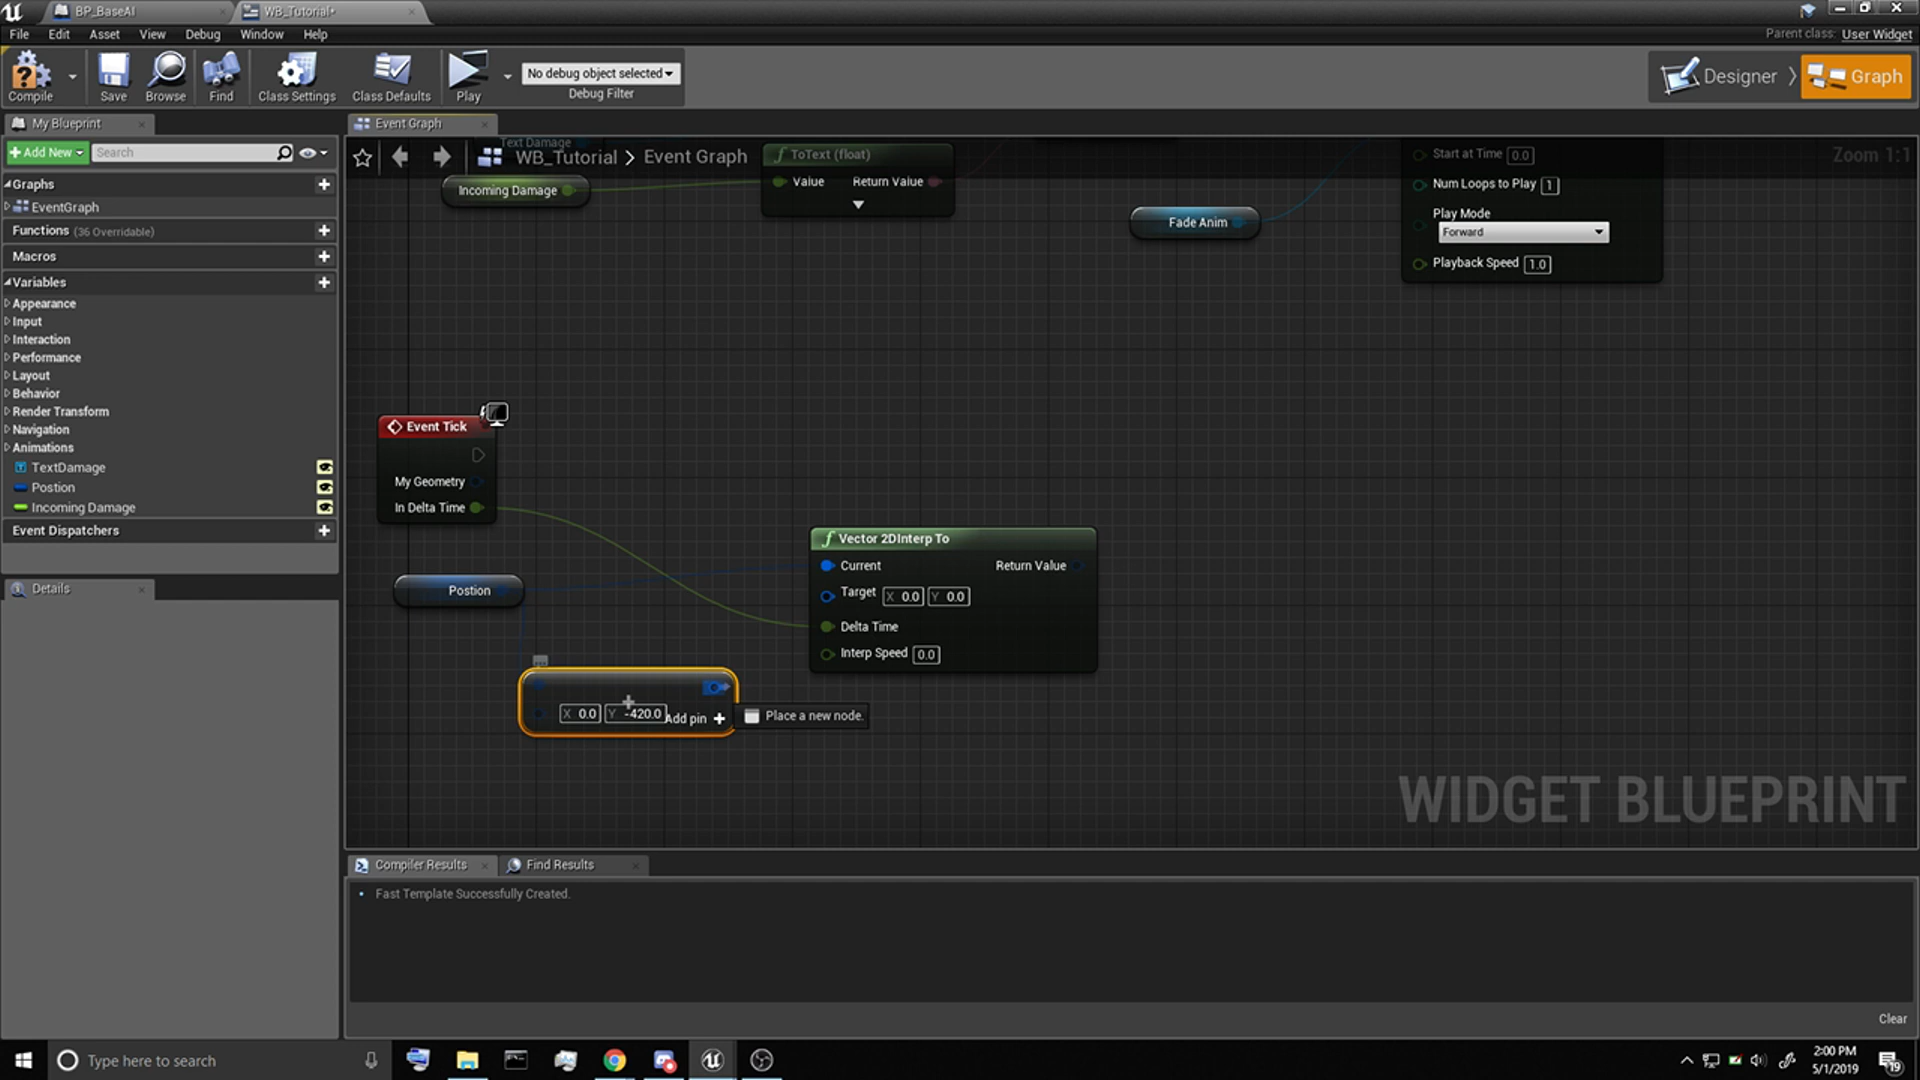 BP_BaseAI
WB_Tutorial*
File Edit Asset View Debug Window Help
Parent class: User Widget
Compile
Save
Browse
Find
Class Settings
Class Defaults
Play
No debug object selected
Debug Filter
Designer
Graph
My Blueprint
Add New
Search
Graphs
EventGraph
Functions (36 Overridable)
Macros
Variables
Appearance
Input
Interaction
Performance
Layout
Behavior
Render Transform
Navigation
Animations
TextDamage
Postion
Incoming Damage
Event Dispatchers
Details
Event Graph
WB_Tutorial > Event Graph
Zoom 1:1
Text Damage
Incoming Damage
f ToText (float)
Value Return Value
Fade Anim
Start at Time 0.0
Num Loops to Play 1
Play Mode
Forward
Playback Speed 1.0
Event Tick
My Geometry
In Delta Time
Postion
f Vector 2DInterp To
Current Return Value
Target X 0.0 Y 0.0
Delta Time
Interp Speed 0.0
X 0.0 Y -420.0 Add pin +
Place a new node.
WIDGET BLUEPRINT
Compiler Results
Find Results
Fast Template Successfully Created.
Clear
Type here to search
2:00 PM
5/1/2019
19